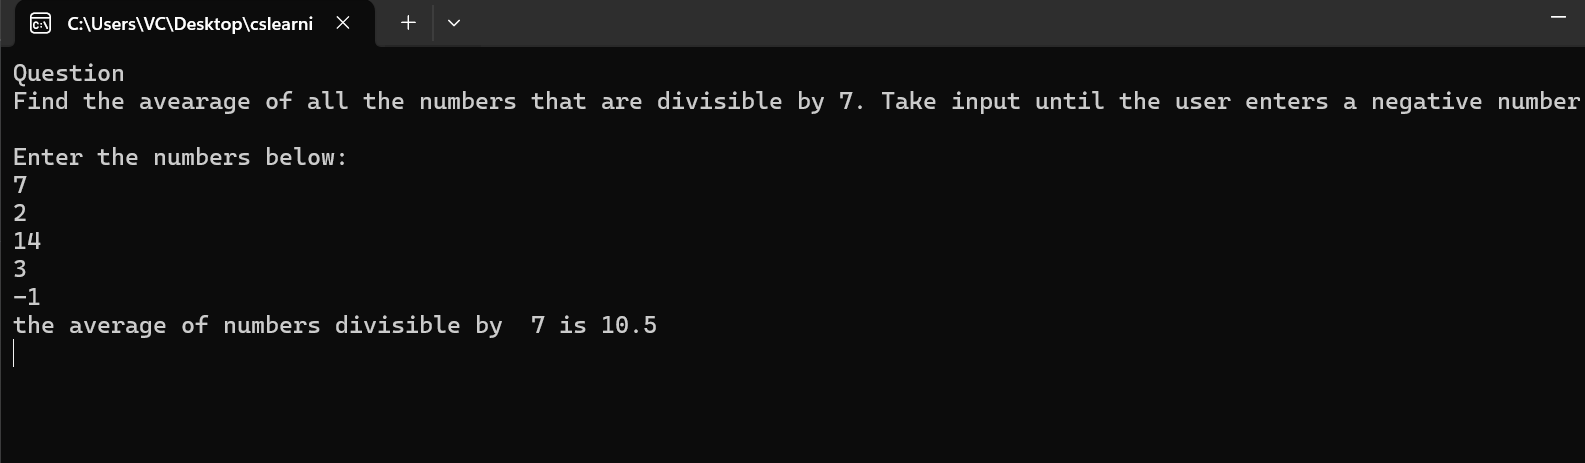 C:\Users\VC\Desktop\cslearni
Question
Find the avearage of all the numbers that are divisible by 7. Take input until the user enters a negative number
Enter the numbers below:
7
2
14
3
-1
the average of numbers divisible by  7 is 10.5